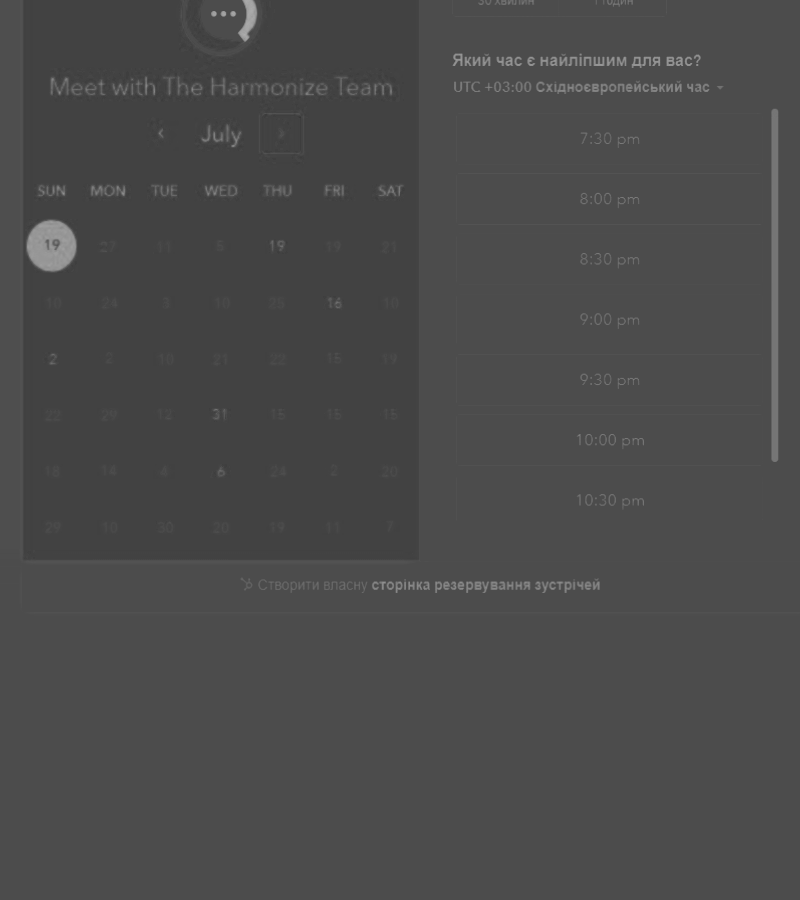 30 хвилин
1 годин
Meet with The Harmonize Team
July
SUN MON TUE WED THU FRI SAT
19 27 11 5 19 19 21
18 24 3 18 25 16 10
2 2 10 21 22 15 19
22 29 12 31 15 15 15
15 14 4 6 24 2 20
29 10 30 20 19 11 7
Який час є найліпшим для вас?
UTC +03:00 Східноєвропейський час
7:30 pm
8:00 pm
8:30 pm
9:00 pm
9:30 pm
10:00 pm
10:30 pm
Створити власну сторінка резервування зустрічей